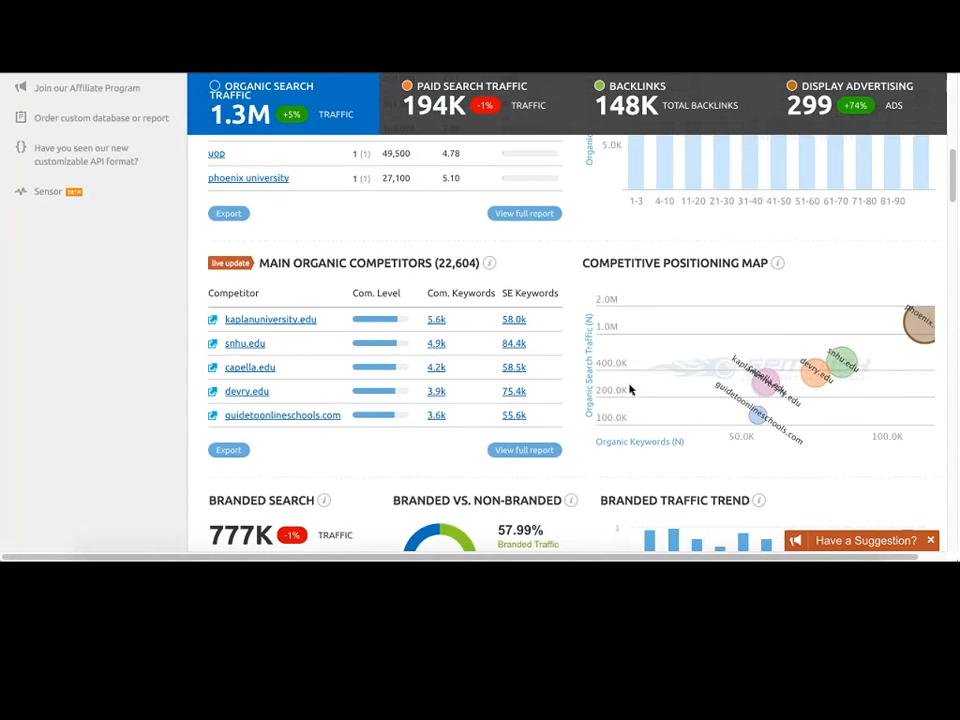 Join our Affiliate Program
Order custom database or report
Have you seen our new
customizable API format?
Sensor BETA
ORGANIC SEARCH
TRAFFIC
1.3M +5% TRAFFIC
PAID SEARCH TRAFFIC
194K -1% TRAFFIC
BACKLINKS
148K TOTAL BACKLINKS
DISPLAY ADVERTISING
299 +74% ADS
uop 1 (1) 49,500 4.78
phoenix university 1 (1) 27,100 5.10
Export View full report
Organic
5.0K
1-3 4-10 11-20 21-30 31-40 41-50 51-60 61-70 71-80 81-90
live update MAIN ORGANIC COMPETITORS (22,604) i
Competitor Com. Level Com. Keywords SE Keywords
kaplanuniversity.edu 5.6k 58.0k
snhu.edu 4.9k 84.4k
capella.edu 4.2k 58.5k
devry.edu 3.9k 75.4k
guidetoonlineschools.com 3.6k 55.6k
Export View full report
COMPETITIVE POSITIONING MAP i
Organic Search Traffic (N)
2.0M
1.0M
400.0K
200.0K
100.0K
phoenix.
snhu.edu
devry.edu
kaplanuniversity.edu
guidetoonlineschools.com
50.0K 100.0K
Organic Keywords (N)
BRANDED SEARCH i
777K -1% TRAFFIC
BRANDED VS. NON-BRANDED i
57.99%
Branded Traffic
BRANDED TRAFFIC TREND i
1
Have a Suggestion? ×